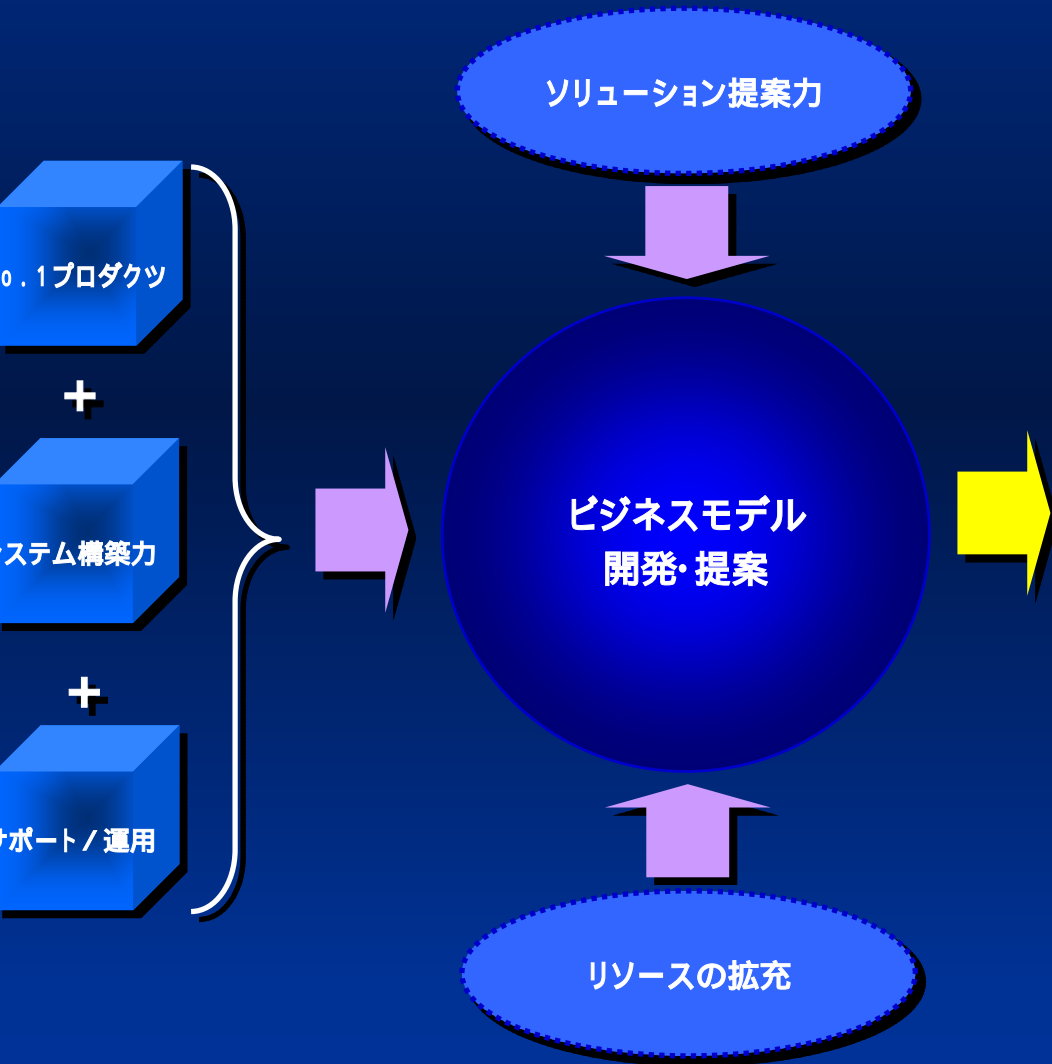 ソリューション提案力
o．1プロダクツ
+
システム構築力
+
サポート／運用
ビジネスモデル
開発・提案
リソースの拡充